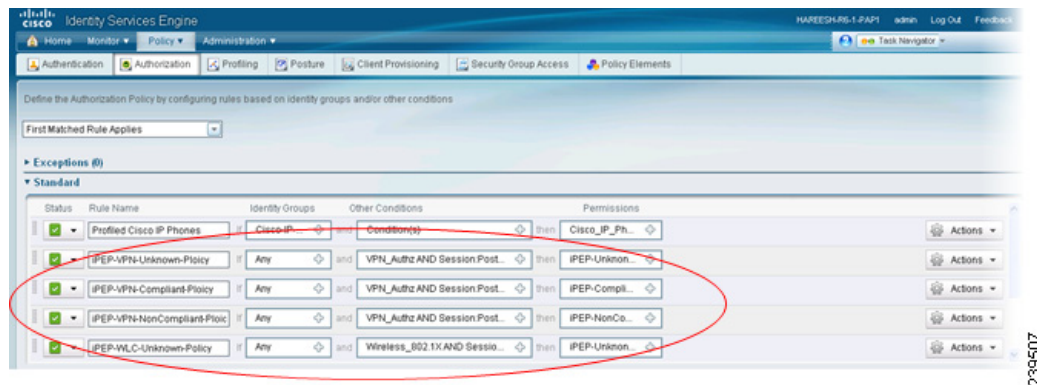 cisco Identity Services Engine HAREESH-R6-1-PAP1 admin Log Out Feedback
Home Monitor Policy Administration Task Navigator
Authentication Authorization Profiling Posture Client Provisioning Security Group Access Policy Elements
Define the Authorization Policy by configuring rules based on identity groups and/or other conditions
First Matched Rule Applies
Exceptions (0)
Standard
Status Rule Name Identity Groups Other Conditions Permissions
Profiled Cisco IP Phones If Cisco-IP-... and Condition(s) then Cisco_IP_Ph... Actions
iPEP-VPN-Unknown-Ploicy If Any and VPN_Authz AND Session:Post... then iPEP-Unknon... Actions
iPEP-VPN-Compliant-Ploicy If Any and VPN_Authz AND Session:Post... then iPEP-Compli... Actions
iPEP-VPN-NonCompliant-Ploic If Any and VPN_Authz AND Session:Post... then iPEP-NonCo... Actions
iPEP-WLC-Unknown-Policy If Any and Wireless_802.1X AND Sessio... then iPEP-Unknon... Actions
239507